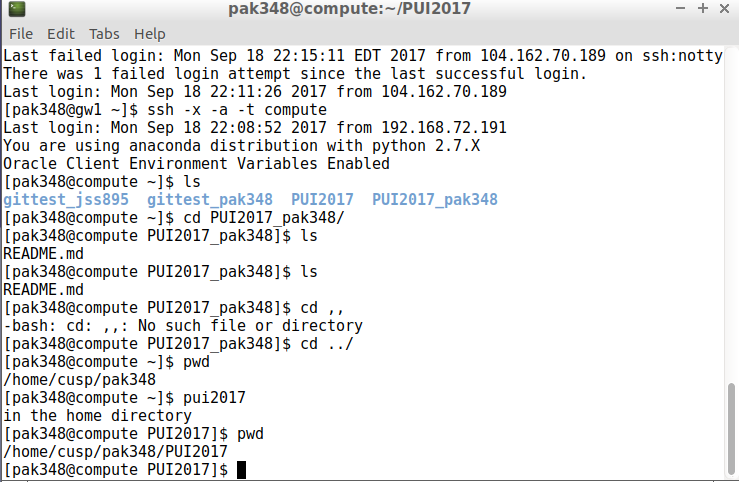 pak348@compute:~/PUI2017
File Edit Tabs Help
Last failed login: Mon Sep 18 22:15:11 EDT 2017 from 104.162.70.189 on ssh:notty
There was 1 failed login attempt since the last successful login.
Last login: Mon Sep 18 22:11:26 2017 from 104.162.70.189
[pak348@gw1 ~]$ ssh -x -a -t compute
Last login: Mon Sep 18 22:08:52 2017 from 192.168.72.191
You are using anaconda distribution with python 2.7.X
Oracle Client Environment Variables Enabled
[pak348@compute ~]$ ls
gittest_jss895  gittest_pak348  PUI2017  PUI2017_pak348
[pak348@compute ~]$ cd PUI2017_pak348/
[pak348@compute PUI2017_pak348]$ ls
README.md
[pak348@compute PUI2017_pak348]$ ls
README.md
[pak348@compute PUI2017_pak348]$ cd ,,
-bash: cd: ,,: No such file or directory
[pak348@compute PUI2017_pak348]$ cd ../
[pak348@compute ~]$ pwd
/home/cusp/pak348
[pak348@compute ~]$ pui2017
in the home directory
[pak348@compute PUI2017]$ pwd
/home/cusp/pak348/PUI2017
[pak348@compute PUI2017]$